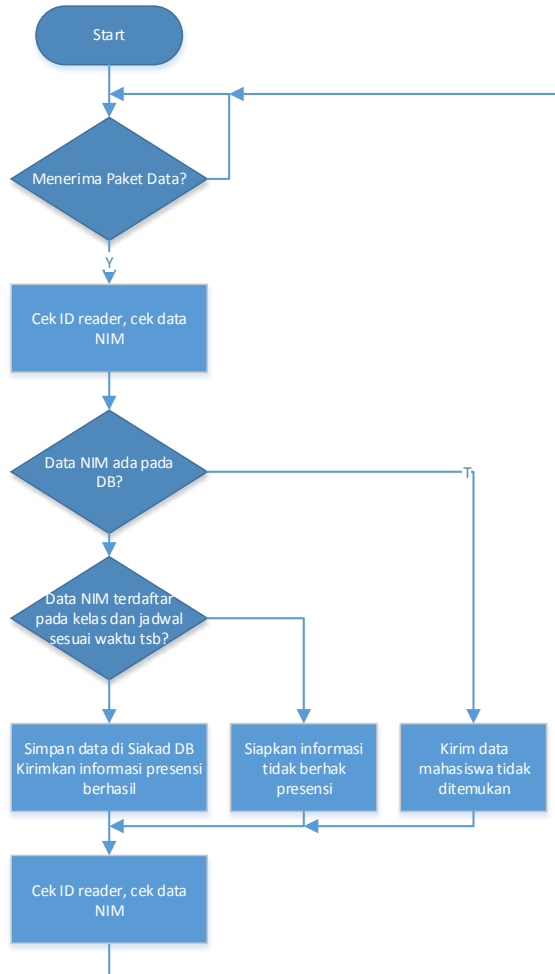 Start
Menerima Paket Data?
Y
Cek ID reader, cek data
NIM
Data NIM ada pada
DB?
T
Data NIM terdaftar
pada kelas dan jadwal
sesuai waktu tsb?
Simpan data di Siakad DB
Kirimkan informasi presensi
berhasil
Siapkan informasi
tidak berhak
presensi
Kirim data
mahasiswa tidak
ditemukan
Cek ID reader, cek data
NIM